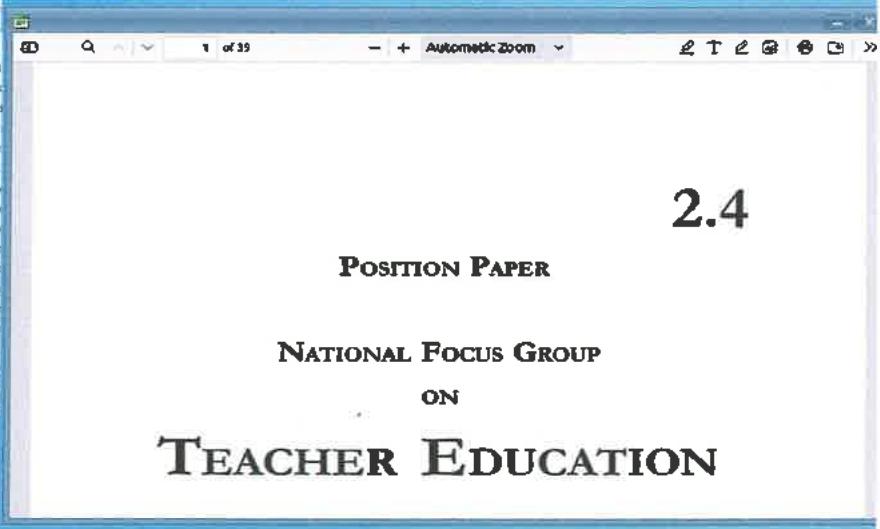 1 of 39 − + Automatic Zoom
2.4
POSITION PAPER
NATIONAL FOCUS GROUP
ON
TEACHER EDUCATION